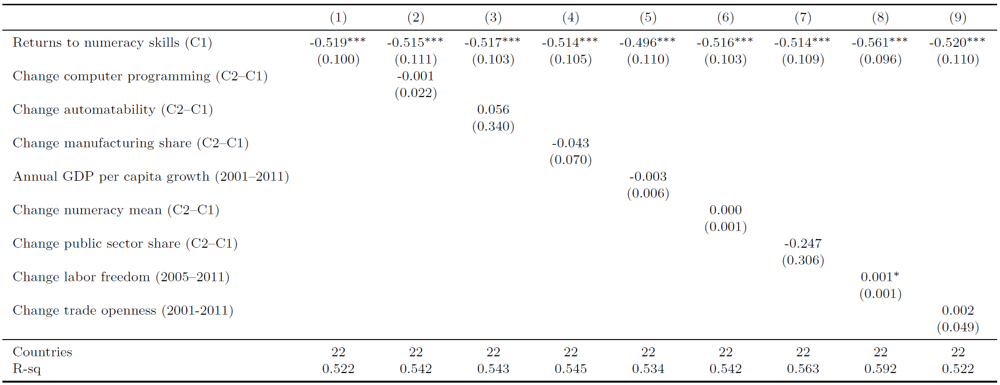 (1) (2) (3) (4) (5) (6) (7) (8) (9)
Returns to numeracy skills (C1) -0.519*** -0.515*** -0.517*** -0.514*** -0.496*** -0.516*** -0.514*** -0.561*** -0.520***
(0.100) (0.111) (0.103) (0.105) (0.110) (0.103) (0.109) (0.096) (0.110)
Change computer programming (C2–C1) -0.001
(0.022)
Change automatability (C2–C1) 0.056
(0.340)
Change manufacturing share (C2–C1) -0.043
(0.070)
Annual GDP per capita growth (2001–2011) -0.003
(0.006)
Change numeracy mean (C2–C1) 0.000
(0.001)
Change public sector share (C2–C1) -0.247
(0.306)
Change labor freedom (2005–2011) 0.001*
(0.001)
Change trade openness (2001-2011) 0.002
(0.049)
Countries 22 22 22 22 22 22 22 22 22
R-sq 0.522 0.542 0.543 0.545 0.534 0.542 0.563 0.592 0.522